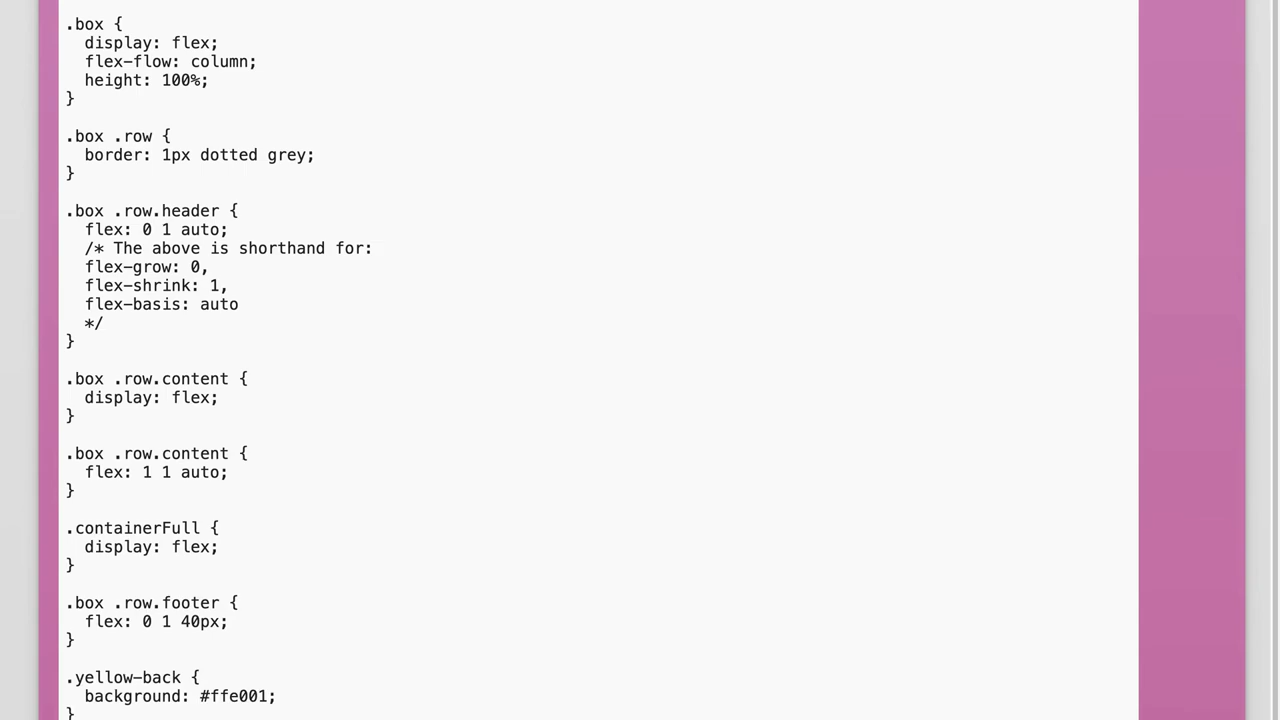 .box {
  display: flex;
  flex-flow: column;
  height: 100%;
}

.box .row {
  border: 1px dotted grey;
}

.box .row.header {
  flex: 0 1 auto;
  /* The above is shorthand for:
  flex-grow: 0,
  flex-shrink: 1,
  flex-basis: auto
  */
}

.box .row.content {
  display: flex;
}

.box .row.content {
  flex: 1 1 auto;
}

.containerFull {
  display: flex;
}

.box .row.footer {
  flex: 0 1 40px;
}

.yellow-back {
  background: #ffe001;
}